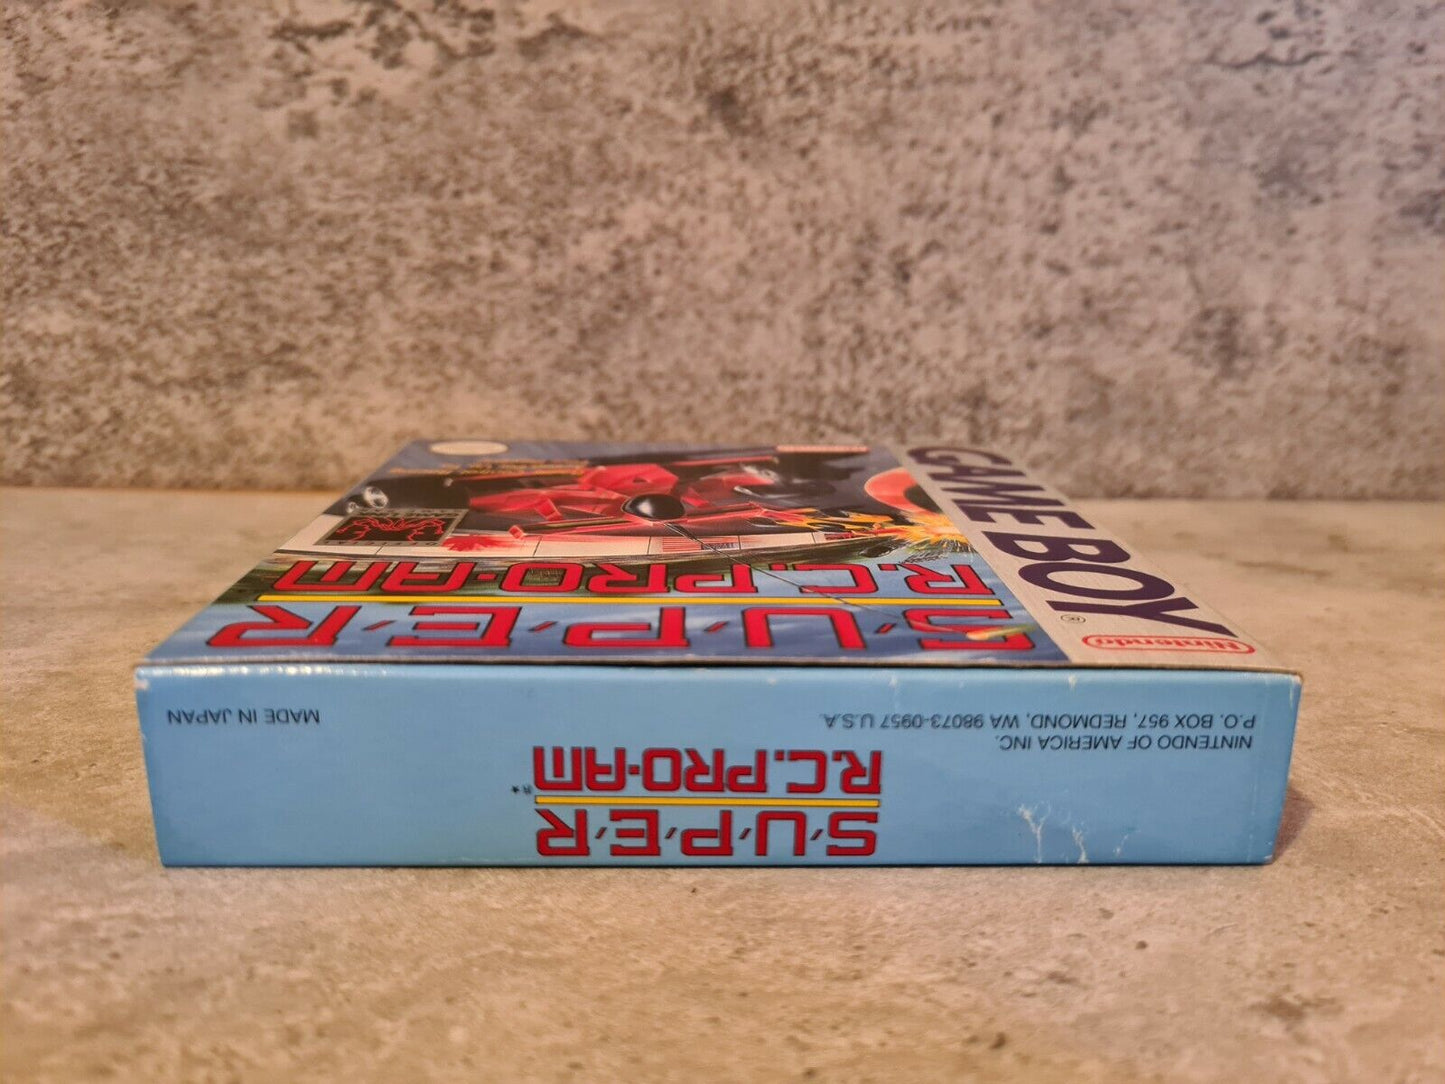 GAME BOY®
Nintendo
S'U'P'E'R
R.C.PRO-AM
S'U'P'E'R
R.C.PRO-AM
NINTENDO OF AMERICA INC.
P.O. BOX 957, REDMOND, WA 98073-0957 U.S.A.
MADE IN JAPAN